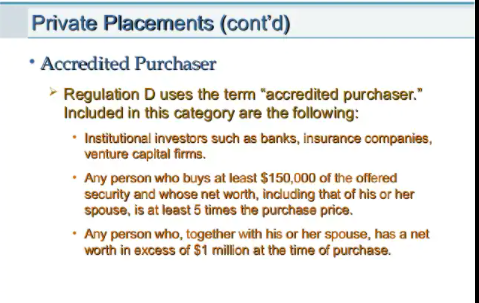 Private Placements (cont'd)
• Accredited Purchaser
➢ Regulation D uses the term “accredited purchaser.”
Included in this category are the following:
• Institutional investors such as banks, insurance companies,
venture capital firms.
• Any person who buys at least $150,000 of the offered
security and whose net worth, including that of his or her
spouse, is at least 5 times the purchase price.
• Any person who, together with his or her spouse, has a net
worth in excess of $1 million at the time of purchase.